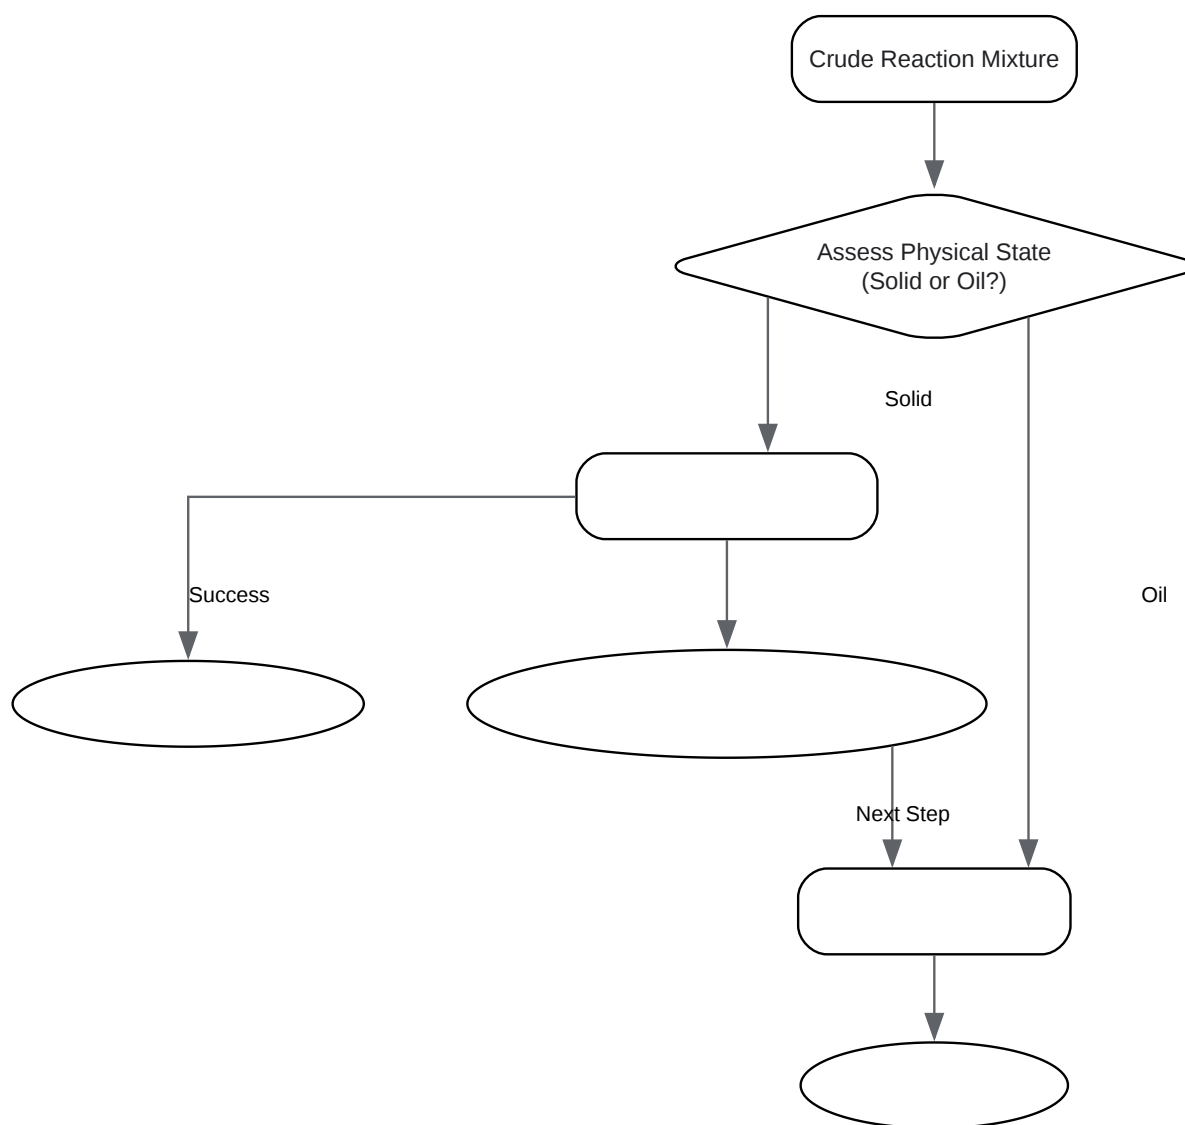 Crude Reaction Mixture
Assess Physical State
(Solid or Oil?)
Solid
Success
Oil
Next Step